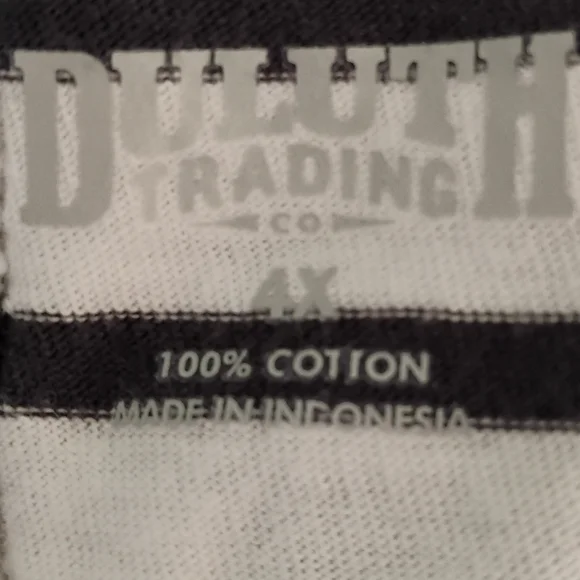 DULUTH
TRADING
CO
4X
100% COTTON
MADE IN INDONESIA